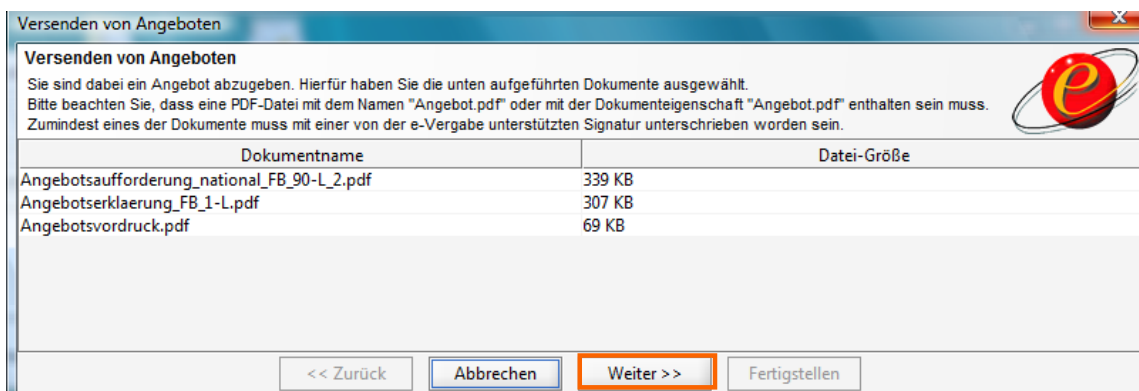 Versenden von Angeboten
Versenden von Angeboten
Sie sind dabei ein Angebot abzugeben. Hierfür haben Sie die unten aufgeführten Dokumente ausgewählt.
Bitte beachten Sie, dass eine PDF-Datei mit dem Namen "Angebot.pdf" oder mit der Dokumenteigenschaft "Angebot.pdf" enthalten sein muss.
Zumindest eines der Dokumente muss mit einer von der e-Vergabe unterstützten Signatur unterschrieben worden sein.
e
Dokumentname Datei-Größe
Angebotsaufforderung_national_FB_90-L_2.pdf 339 KB
Angebotserklaerung_FB_1-L.pdf 307 KB
Angebotsvordruck.pdf 69 KB
<< Zurück Abbrechen Weiter >> Fertigstellen